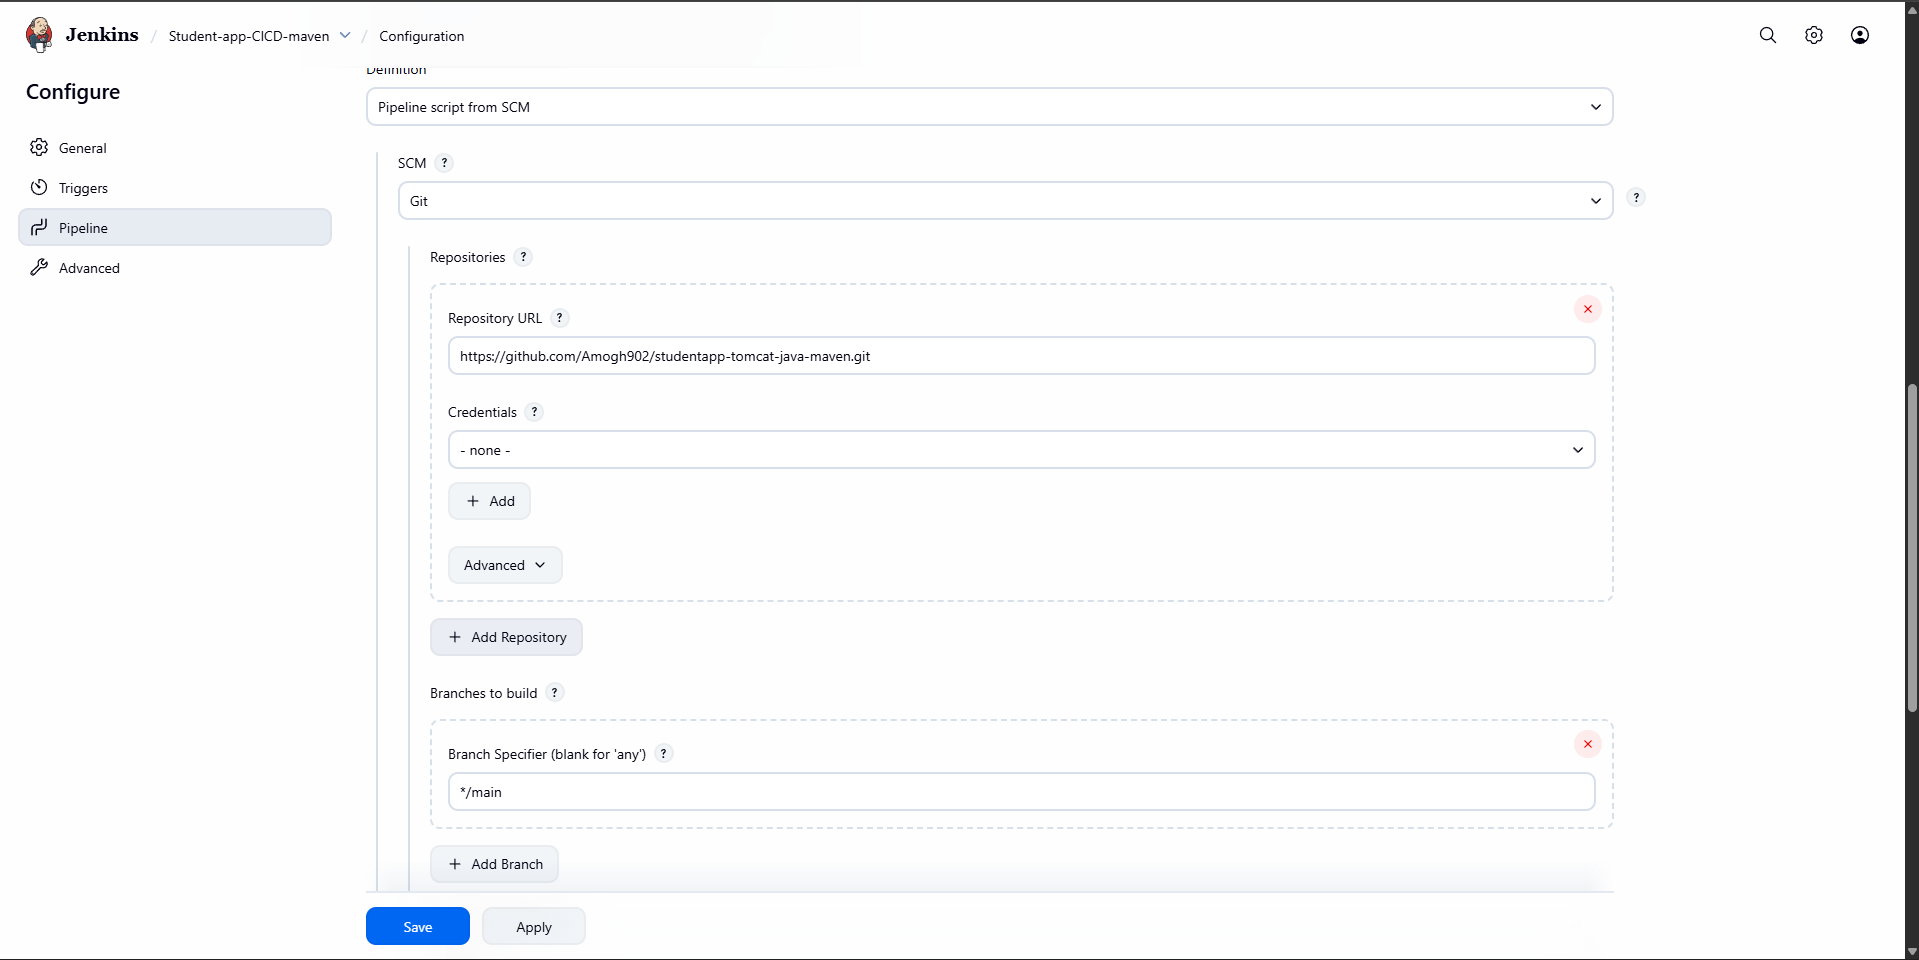 Jenkins / Student-app-CICD-maven / Configuration
Configure
General
Triggers
Pipeline
Advanced
Definition
Pipeline script from SCM
SCM ?
Git
?
Repositories ?
Repository URL ?
https://github.com/Amogh902/studentapp-tomcat-java-maven.git
Credentials ?
- none -
+ Add
Advanced
+ Add Repository
Branches to build ?
Branch Specifier (blank for 'any') ?
*/main
+ Add Branch
Save
Apply